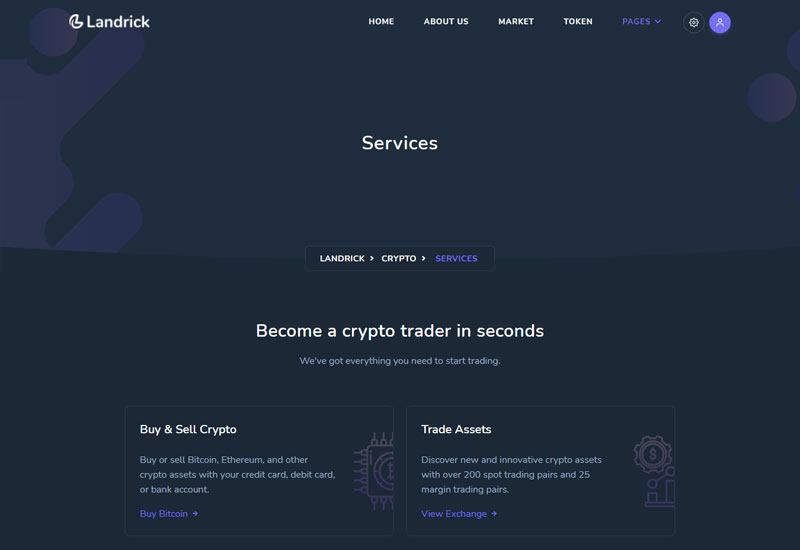 Landrick
HOME ABOUT US MARKET TOKEN PAGES
Services
LANDRICK CRYPTO SERVICES
Become a crypto trader in seconds
We've got everything you need to start trading.
Buy & Sell Crypto
Buy or sell Bitcoin, Ethereum, and other
crypto assets with your credit card, debit card,
or bank account.
Buy Bitcoin
Trade Assets
Discover new and innovative crypto assets
with over 200 spot trading pairs and 25
margin trading pairs.
View Exchange